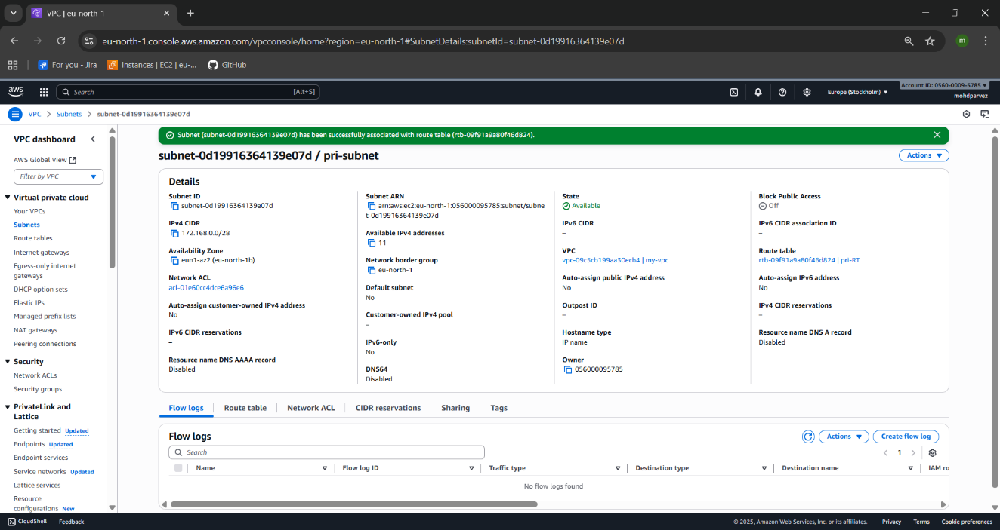 VPC | eu-north-1
eu-north-1.console.aws.amazon.com/vpcconsole/home?region=eu-north-1#SubnetDetails:subnetId=subnet-0d19916364139e07d
m
For you - Jira
Instances | EC2 | eu-...
GitHub
aws
Search
[Alt+S]
Europe (Stockholm)
Account ID: 0560-0009-5785
mohdparvez
VPC
Subnets
subnet-0d19916364139e07d
VPC dashboard
AWS Global View
Filter by VPC
Virtual private cloud
Your VPCs
Subnets
Route tables
Internet gateways
Egress-only internet
gateways
DHCP option sets
Elastic IPs
Managed prefix lists
NAT gateways
Peering connections
Security
Network ACLs
Security groups
PrivateLink and
Lattice
Getting started Updated
Endpoints Updated
Endpoint services
Service networks Updated
Lattice services
Resource
configurations New
Subnet (subnet-0d19916364139e07d) has been successfully associated with route table (rtb-09f91a9a80f46d824).
subnet-0d19916364139e07d / pri-subnet
Actions
Details
Subnet ID
subnet-0d19916364139e07d
IPv4 CIDR
172.168.0.0/28
Availability Zone
eun1-az2 (eu-north-1b)
Network ACL
acl-01e60cc4dce6a96e6
Auto-assign customer-owned IPv4 address
No
IPv6 CIDR reservations
–
Resource name DNS AAAA record
Disabled
Subnet ARN
arn:aws:ec2:eu-north-1:056000095785:subnet/subne
t-0d19916364139e07d
Available IPv4 addresses
11
Network border group
eu-north-1
Default subnet
No
Customer-owned IPv4 pool
–
IPv6-only
No
DNS64
Disabled
State
Available
IPv6 CIDR
–
VPC
vpc-09c5cb199aa30ecb4 | my-vpc
Auto-assign public IPv4 address
No
Outpost ID
–
Hostname type
IP name
Owner
056000095785
Block Public Access
Off
IPv6 CIDR association ID
–
Route table
rtb-09f91a9a80f46d824 | pri-RT
Auto-assign IPv6 address
No
IPv4 CIDR reservations
–
Resource name DNS A record
Disabled
Flow logs
Route table
Network ACL
CIDR reservations
Sharing
Tags
Flow logs
Actions
Create flow log
Search
1
Name
Flow log ID
Traffic type
Destination type
Destination name
IAM ro
No flow logs found
CloudShell
Feedback
© 2025, Amazon Web Services, Inc. or its affiliates.
Privacy
Terms
Cookie preferences